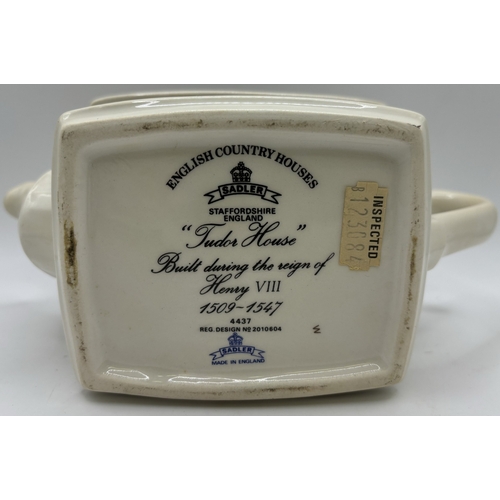 ENGLISH COUNTRY HOUSES
SADLER
STAFFORDSHIRE
ENGLAND
"Tudor House"
Built during the reign of
Henry VIII
1509-1547
4437
REG. DESIGN Nº 2010604
SADLER
MADE IN ENGLAND
INSPECTED